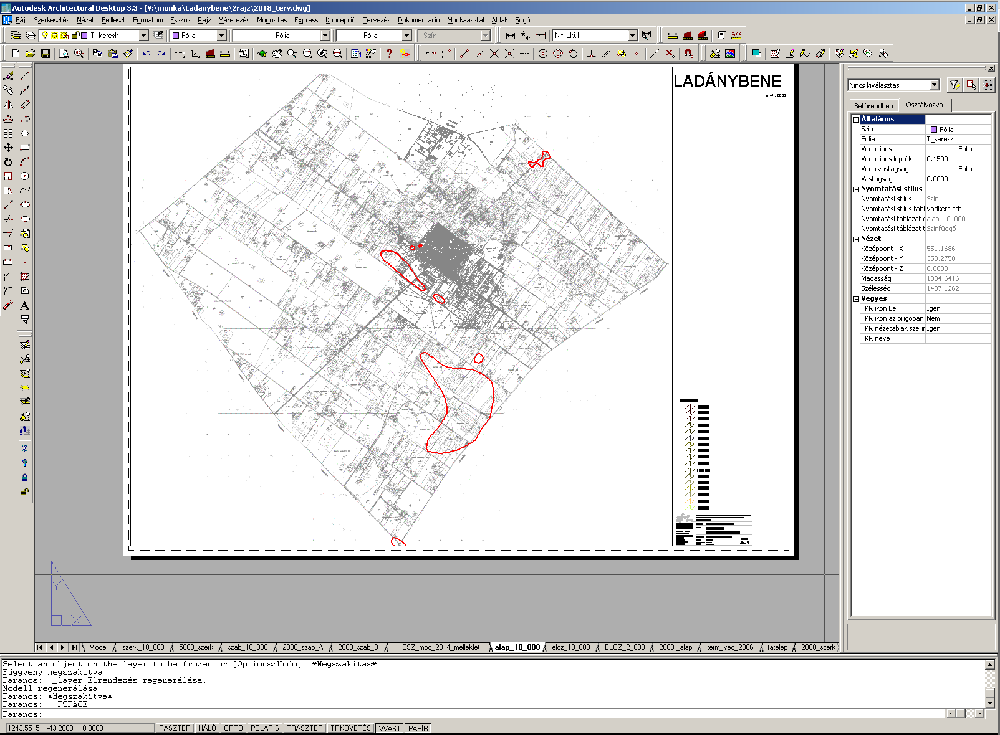 Autodesk Architectural Desktop 3.3 - [V:\munka\Ladanybene\2rajz\2018_terv.dwg]
Fájl Szerkesztés Nézet Beilleszt Formátum Eszköz Rajz Méretezés Módosítás Express Koncepció Tervezés Dokumentáció Munkaasztal Ablak Súgó
T_keresk Fólia Fólia Fólia Szín NYILkül
LADÁNYBENE
A-1
Nincs kiválasztás
Betűrendben Osztályozva
Általános
Szín Fólia
Fólia T_keresk
Vonaltípus Fólia
Vonaltípus lépték 0.1500
Vonalvastagság Fólia
Vastagság 0.0000
Nyomtatási stílus
Nyomtatási stílus Szín
Nyomtatási stílus tábl vadkert.ctb
Nyomtatási táblázat alap_10_000
Nyomtatási táblázat t Színfüggő
Nézet
Középpont - X 551.1686
Középpont - Y 353.2758
Középpont - Z 0.0000
Magasság 1034.6416
Szélesség 1437.1262
Vegyes
FKR ikon Be Igen
FKR ikon az origóban Nem
FKR nézetablak szerir Igen
FKR neve
Y
X
Modell szerk_10_000 5000_szerk szab_10_000 2000_szab_A 2000_szab_B HESZ_mod_2014_melleklet alap_10_000 eloz_10_000 ELOZ_2_000 2000_alap term_ved_2006 fatelep 2000_szerk
Select an object on the layer to be frozen or [Options/Undo]: *Megszakítás*
Függvény megszakítva
Parancs: '_layer Elrendezés regenerálása.
Modell regenerálása.
Parancs: *Megszakítva*
Parancs: _.PSPACE
Parancs:
1243.5515, -43.2069 , 0.0000 RASZTER HÁLÓ ORTO POLÁRIS TRASZTER TRKÖVETÉS VVAST PAPÍR